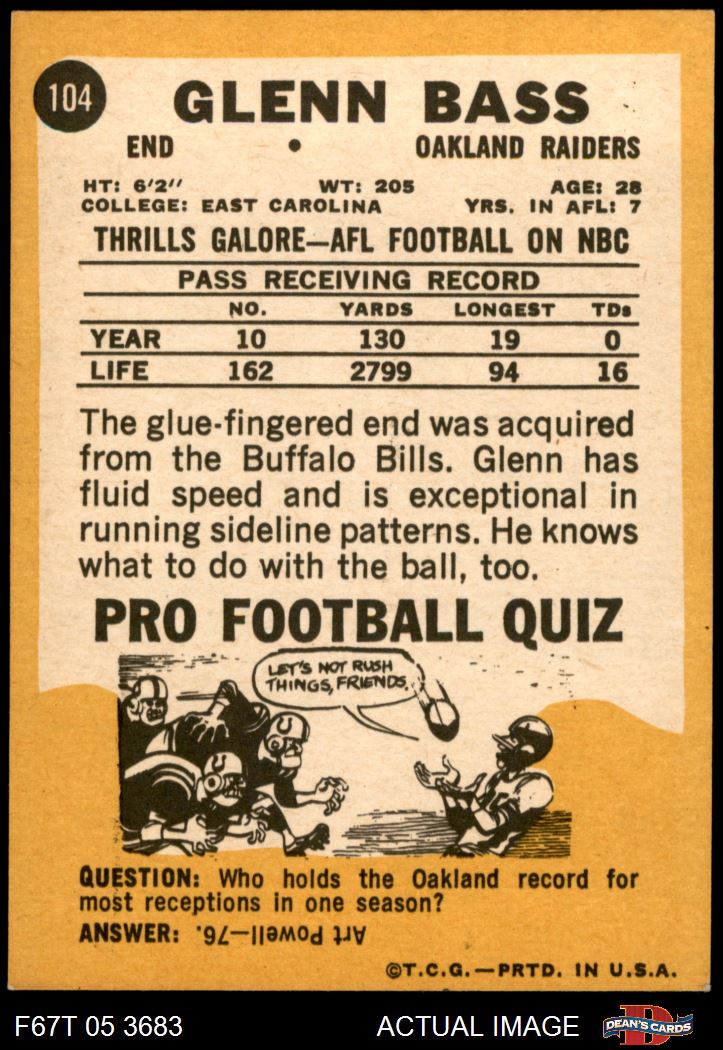 104
GLENN BASS
END • OAKLAND RAIDERS
HT: 6'2" WT: 205 AGE: 28
COLLEGE: EAST CAROLINA YRS. IN AFL: 7
THRILLS GALORE—AFL FOOTBALL ON NBC
PASS RECEIVING RECORD
NO. YARDS LONGEST TDs
YEAR 10 130 19 0
LIFE 162 2799 94 16
The glue-fingered end was acquired
from the Buffalo Bills. Glenn has
fluid speed and is exceptional in
running sideline patterns. He knows
what to do with the ball, too.
PRO FOOTBALL QUIZ
LET'S NOT RUSH
THINGS, FRIENDS.
QUESTION: Who holds the Oakland record for
most receptions in one season?
ANSWER: Art Powell—76.
©T.C.G.—PRTD. IN U.S.A.
F67T 05 3683 ACTUAL IMAGE DEAN'S CARDS